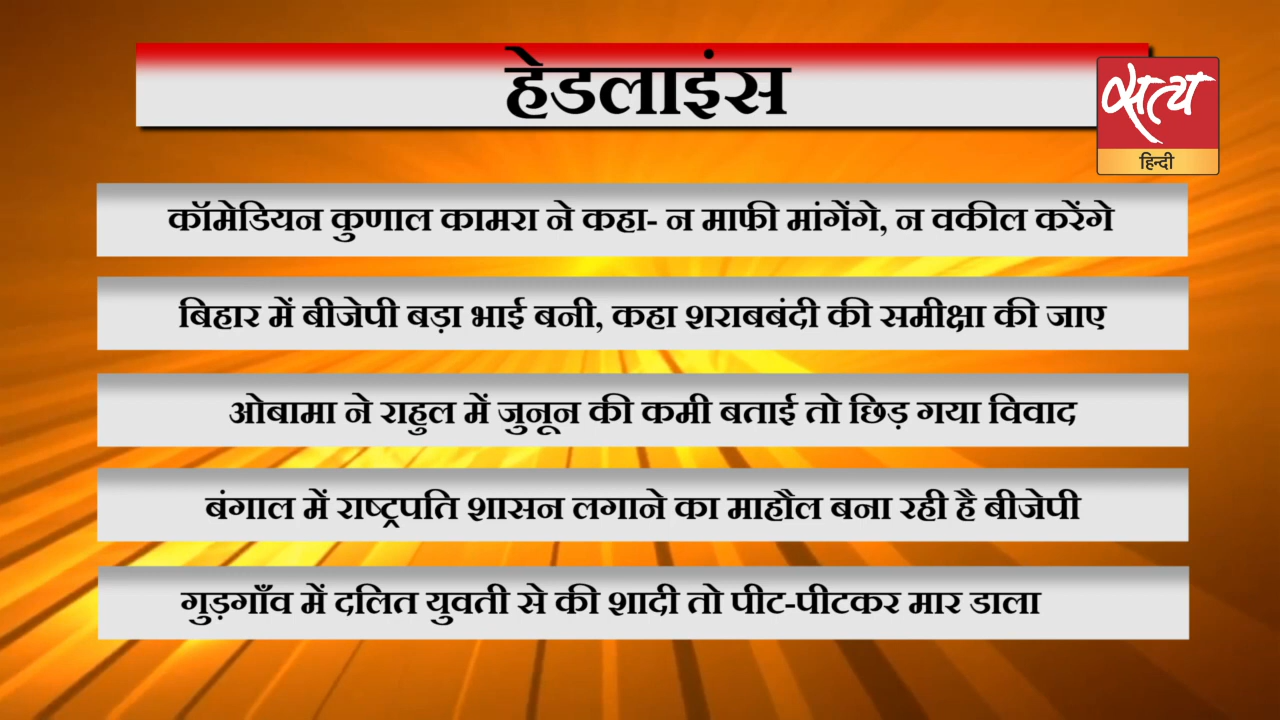 हेडलाइंस
सत्य
हिन्दी
कॉमेडियन कुणाल कामरा ने कहा- न माफी मांगेंगे, न वकील करेंगे
बिहार में बीजेपी बड़ा भाई बनी, कहा शराबबंदी की समीक्षा की जाए
ओबामा ने राहुल में जुनून की कमी बताई तो छिड़ गया विवाद
बंगाल में राष्ट्रपति शासन लगाने का माहौल बना रही है बीजेपी
गुड़गाँव में दलित युवती से की शादी तो पीट-पीटकर मार डाला